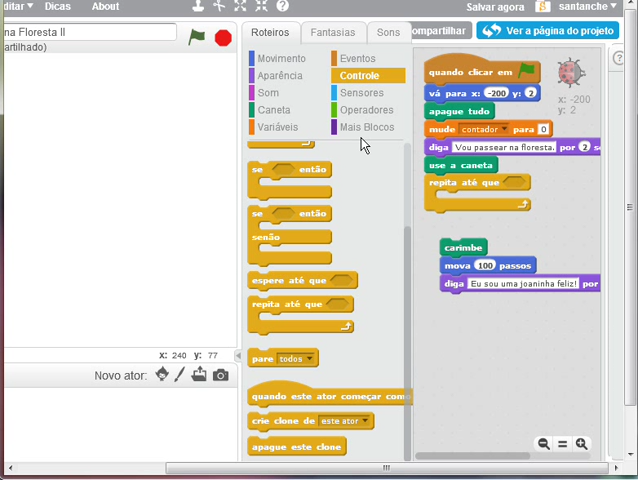 ditar Dicas About Salvar agora santanche
na Floresta II
artilhado)
Roteiros Fantasias Sons
ompartilhar Ver a página do projeto
Movimento
Aparência
Som
Caneta
Variáveis
Eventos
Controle
Sensores
Operadores
Mais Blocos
se então
se então
senão
espere até que
repita até que
pare todos
quando este ator começar como
crie clone de este ator
apague este clone
quando clicar em
vá para x: -200 y: 2
apague tudo
mude contador para 0
diga Vou passear na floresta. por 2 se
use a caneta
repita até que
carimbe
mova 100 passos
diga Eu sou uma joaninha feliz! por
x: -200
y: 2
x: 240 y: 77
Novo ator: